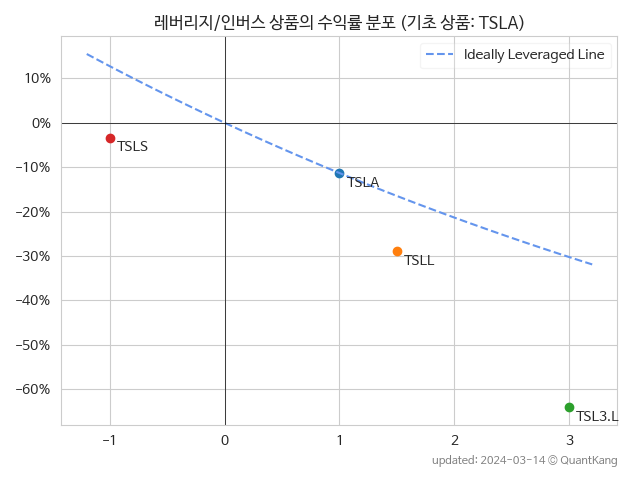 레버리지/인버스 상품의 수익률 분포 (기초 상품: TSLA)
Ideally Leveraged Line
10%
0%
−10%
−20%
−30%
−40%
−50%
−60%
TSLS
TSLA
TSLL
TSL3.L
−1
0
1
2
3
updated: 2024-03-14 © QuantKang